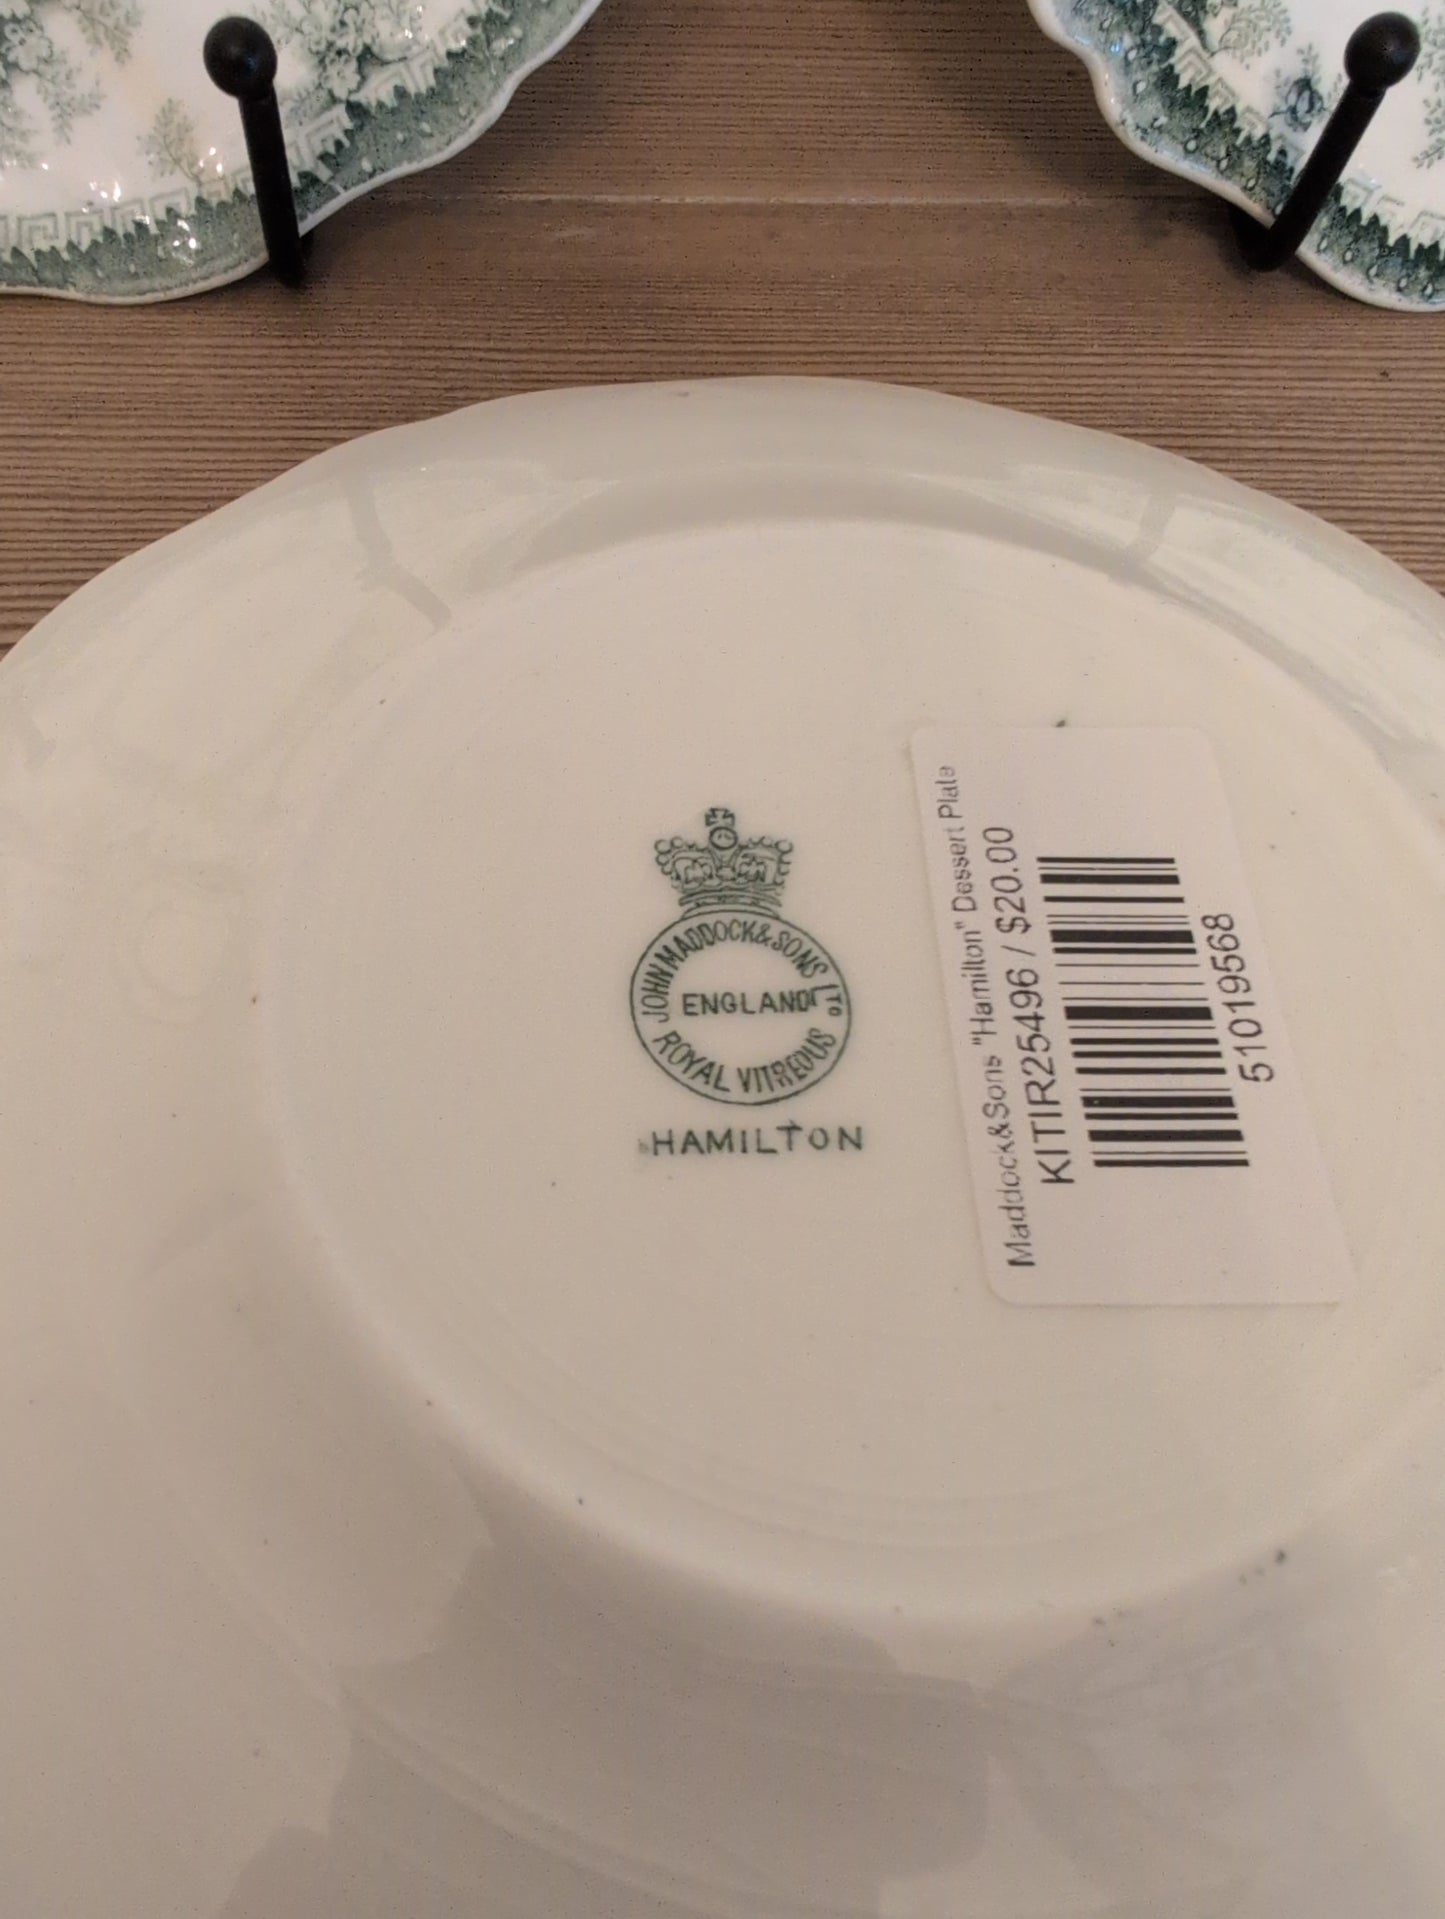 JOHN MADDOCK & SONS LTD
ENGLAND
ROYAL VITREOUS
HAMILTON
Maddock&Sons "Hamilton" Dessert Plate
KITIR25496 / $20.00
51019568